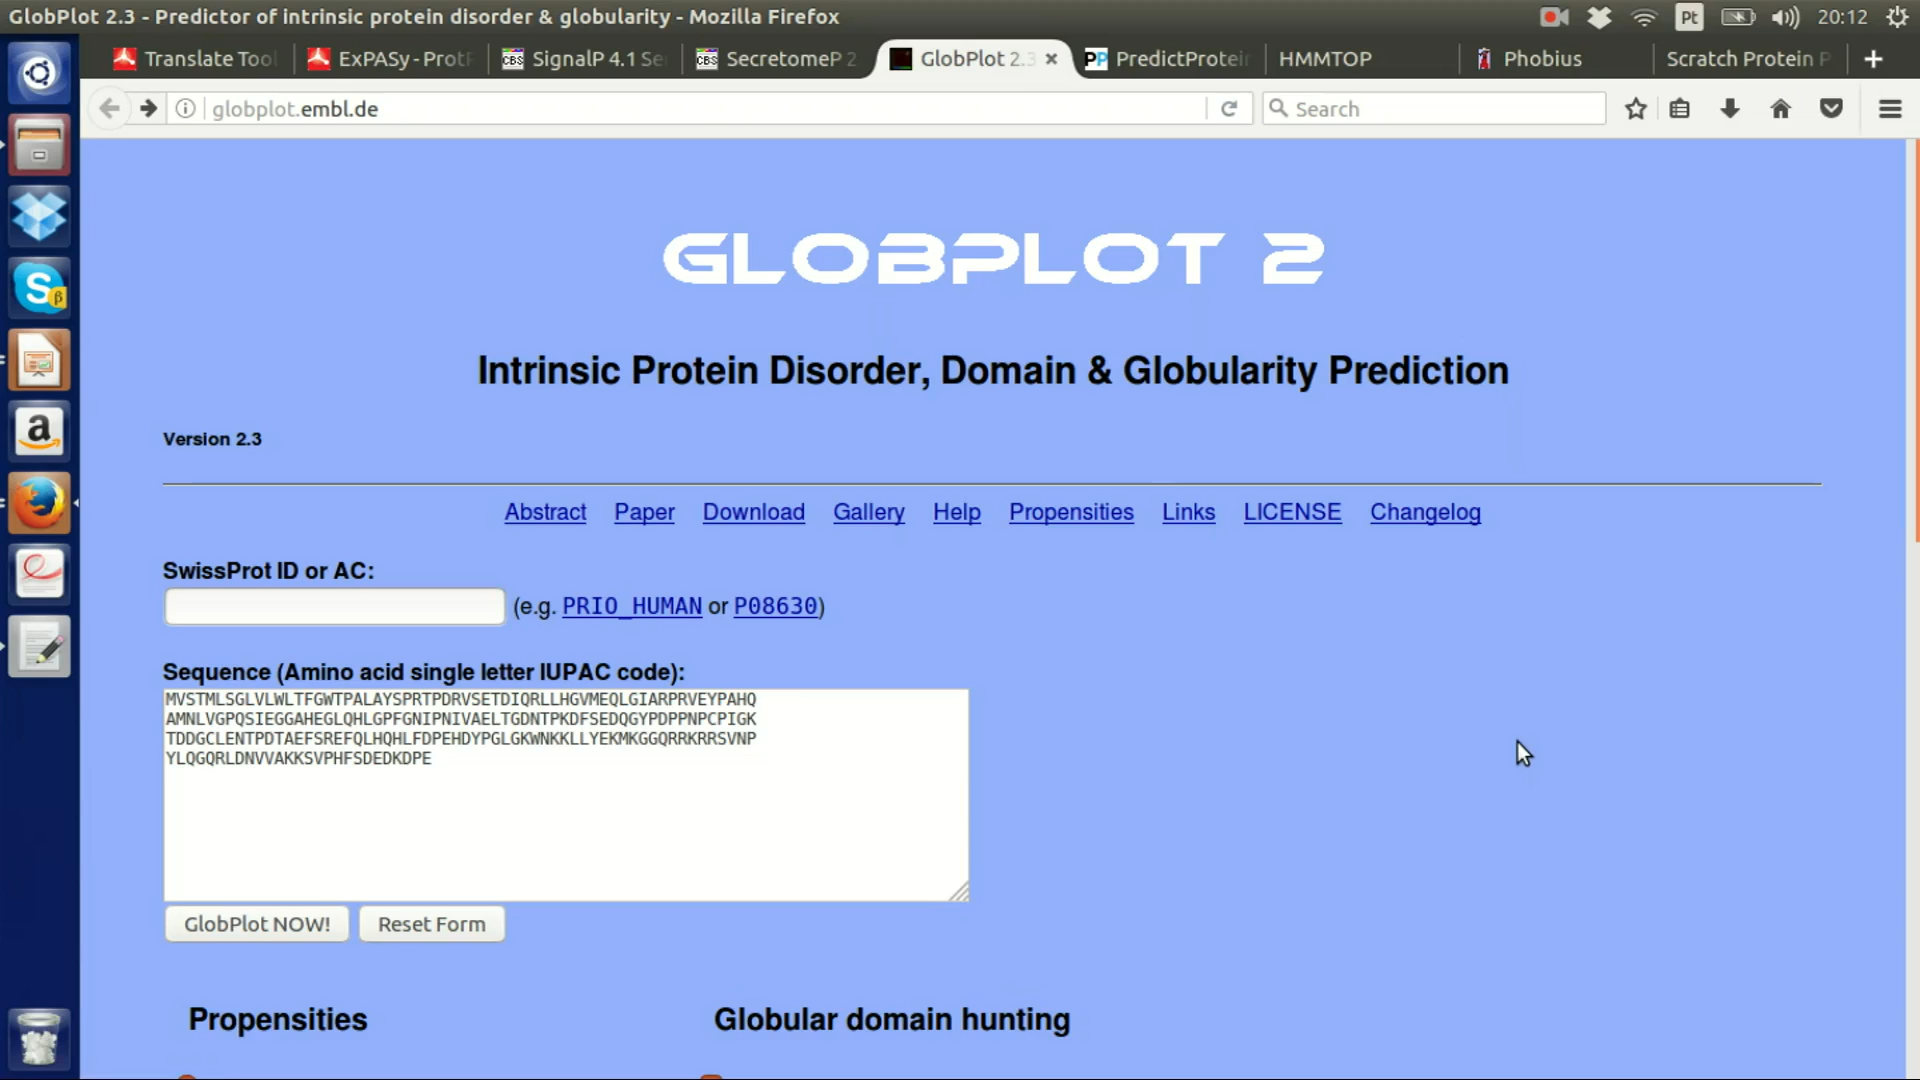 GlobPlot 2.3 - Predictor of intrinsic protein disorder & globularity - Mozilla Firefox
Pt
20:12
Translate Tool
ExPASy - Prot
SignalP 4.1 Se
SecretomeP 2
GlobPlot 2.3
PredictProtein
HMMTOP
Phobius
Scratch Protein P
globplot.embl.de
Search
GLOBPLOT 2
Intrinsic Protein Disorder, Domain & Globularity Prediction
Version 2.3
Abstract Paper Download Gallery Help Propensities Links LICENSE Changelog
SwissProt ID or AC:
(e.g. PRIO_HUMAN or P08630)
Sequence (Amino acid single letter IUPAC code):
MVSTMLSGLVLWLTFGWTPALAYSPRTPDRVSETDIQRLLHGVMEQLGIARPRVEYPAHQ
AMNLVGPQSIEGGAHEGLQHLGPFGNIPNIVAELTGDNTPKDFSEDQGYPDPPNPCPIGK
TDDGCLENTPDTAEFSREFQLHQHLFDPEHDYPGLGKWNKKLLYEKMKGGQRRKRRSVNP
YLQGQRLDNVVAKKSVPHFSDEDKDPE
GlobPlot NOW! Reset Form
Propensities
Globular domain hunting